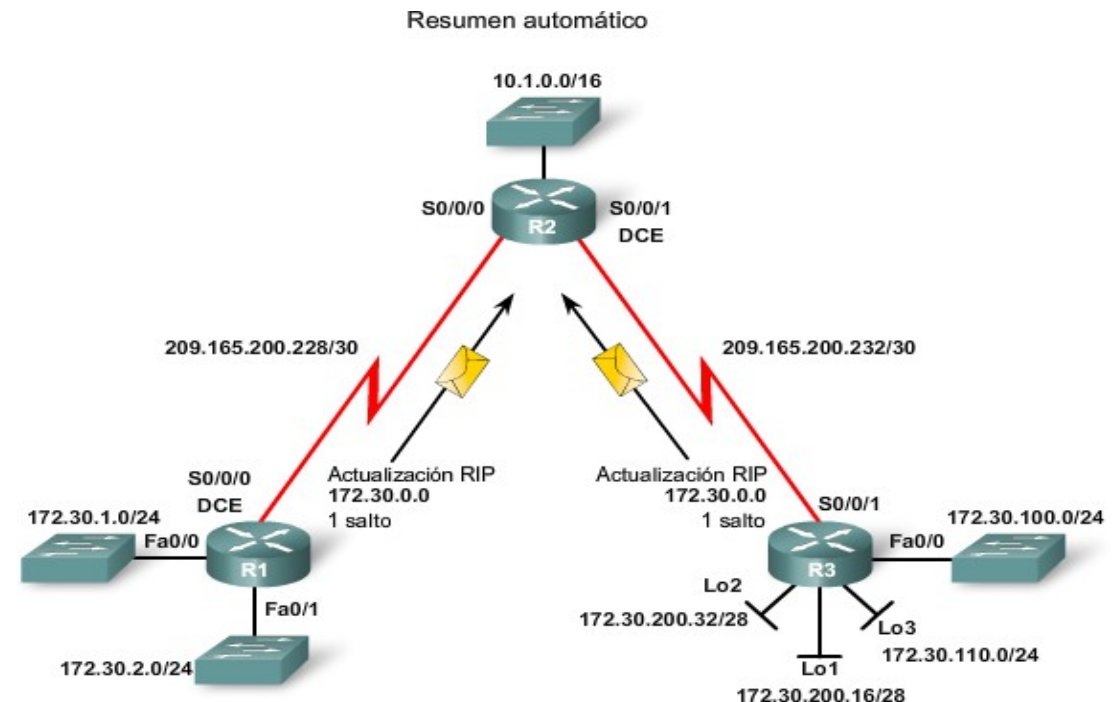 Resumen automático
10.1.0.0/16
S0/0/0
R2
S0/0/1
DCE
209.165.200.228/30
209.165.200.232/30
Actualización RIP
172.30.0.0
1 salto
Actualización RIP
172.30.0.0
1 salto
S0/0/0
DCE
172.30.1.0/24
Fa0/0
R1
Fa0/1
172.30.2.0/24
S0/0/1
172.30.100.0/24
Fa0/0
R3
Lo2
172.30.200.32/28
Lo3
172.30.110.0/24
Lo1
172.30.200.16/28